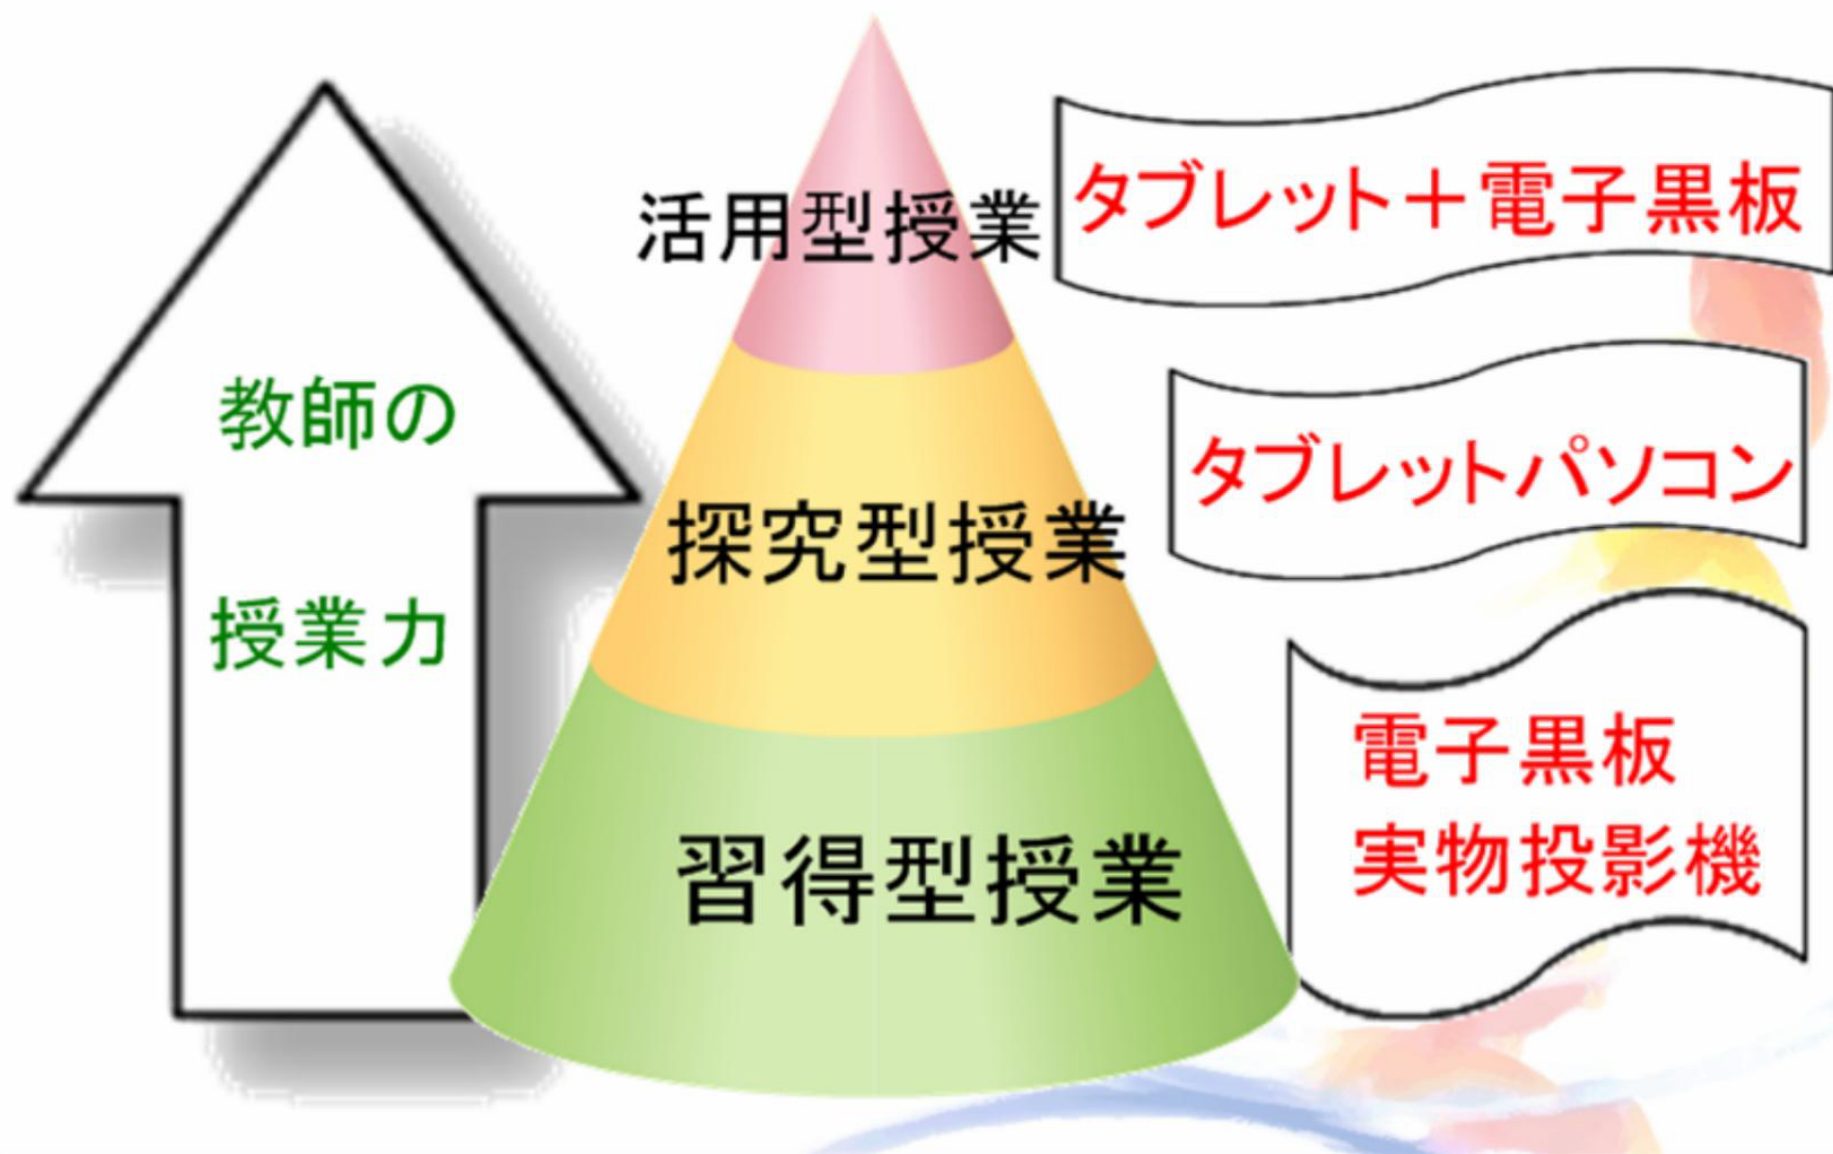 教師の
授業力
活用型授業
タブレット＋電子黒板
探究型授業
タブレットパソコン
習得型授業
電子黒板
実物投影機